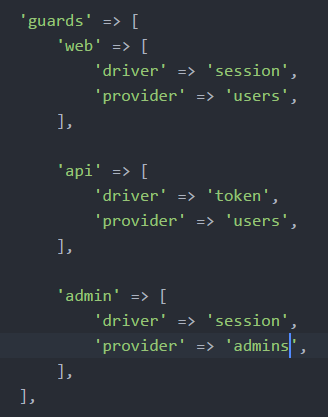 'guards' => [
'web' => [
'driver' => 'session',
'provider' => 'users',
],
'api' => [
'driver' => 'token',
'provider' => 'users',
],
'admin' => [
'driver' => 'session',
'provider' => 'admins',
],
],